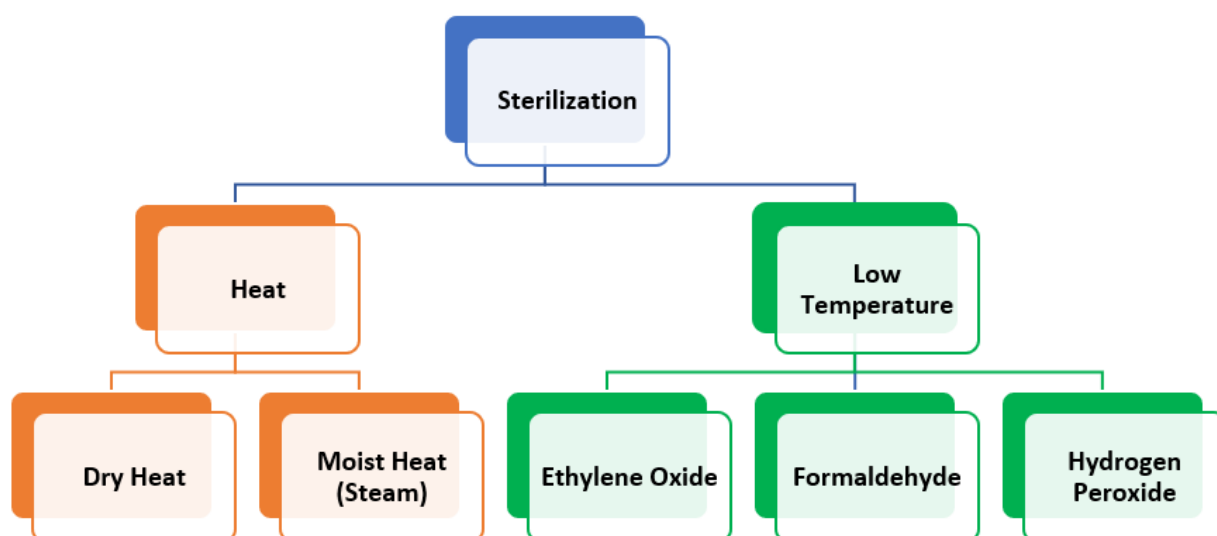 Sterilization
Heat
Low
Temperature
Dry Heat
Moist Heat
(Steam)
Ethylene Oxide
Formaldehyde
Hydrogen
Peroxide